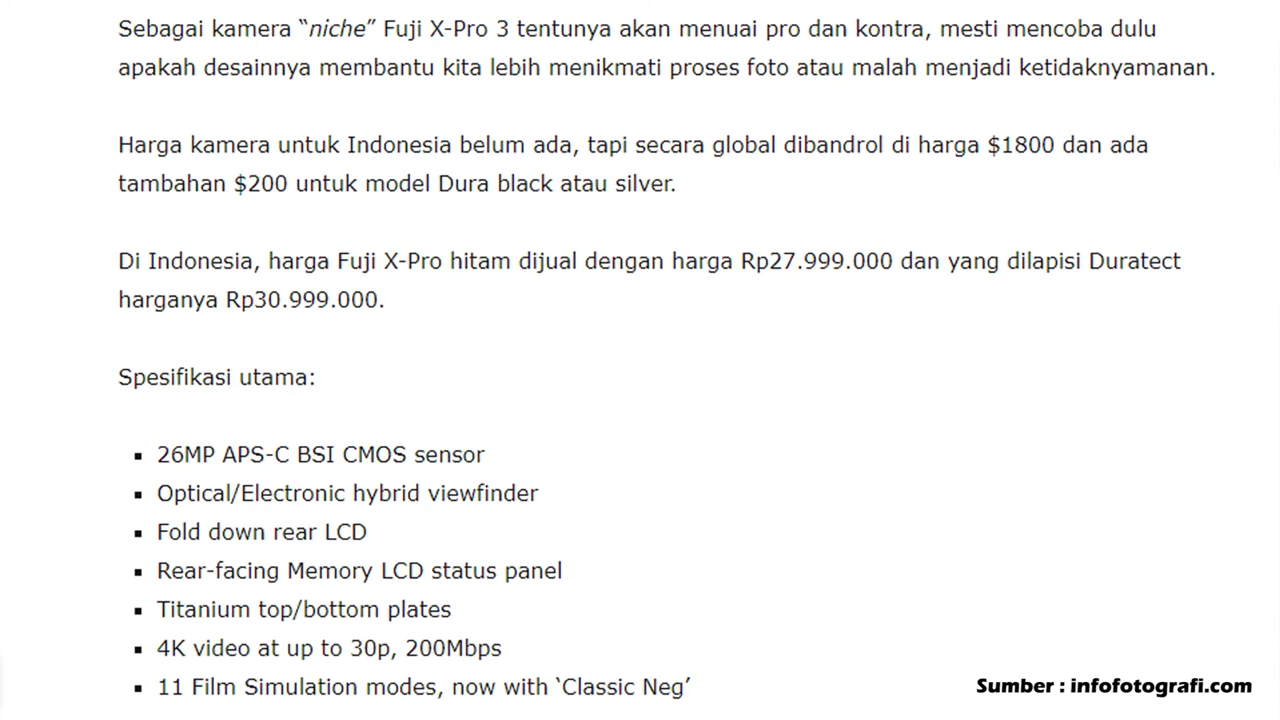 Sebagai kamera “niche” Fuji X-Pro 3 tentunya akan menuai pro dan kontra, mesti mencoba dulu
apakah desainnya membantu kita lebih menikmati proses foto atau malah menjadi ketidaknyamanan.
Harga kamera untuk Indonesia belum ada, tapi secara global dibandrol di harga $1800 dan ada
tambahan $200 untuk model Dura black atau silver.
Di Indonesia, harga Fuji X-Pro hitam dijual dengan harga Rp27.999.000 dan yang dilapisi Duratect
harganya Rp30.999.000.
Spesifikasi utama:
▪ 26MP APS-C BSI CMOS sensor
▪ Optical/Electronic hybrid viewfinder
▪ Fold down rear LCD
▪ Rear-facing Memory LCD status panel
▪ Titanium top/bottom plates
▪ 4K video at up to 30p, 200Mbps
▪ 11 Film Simulation modes, now with ‘Classic Neg’
Sumber : infofotografi.com